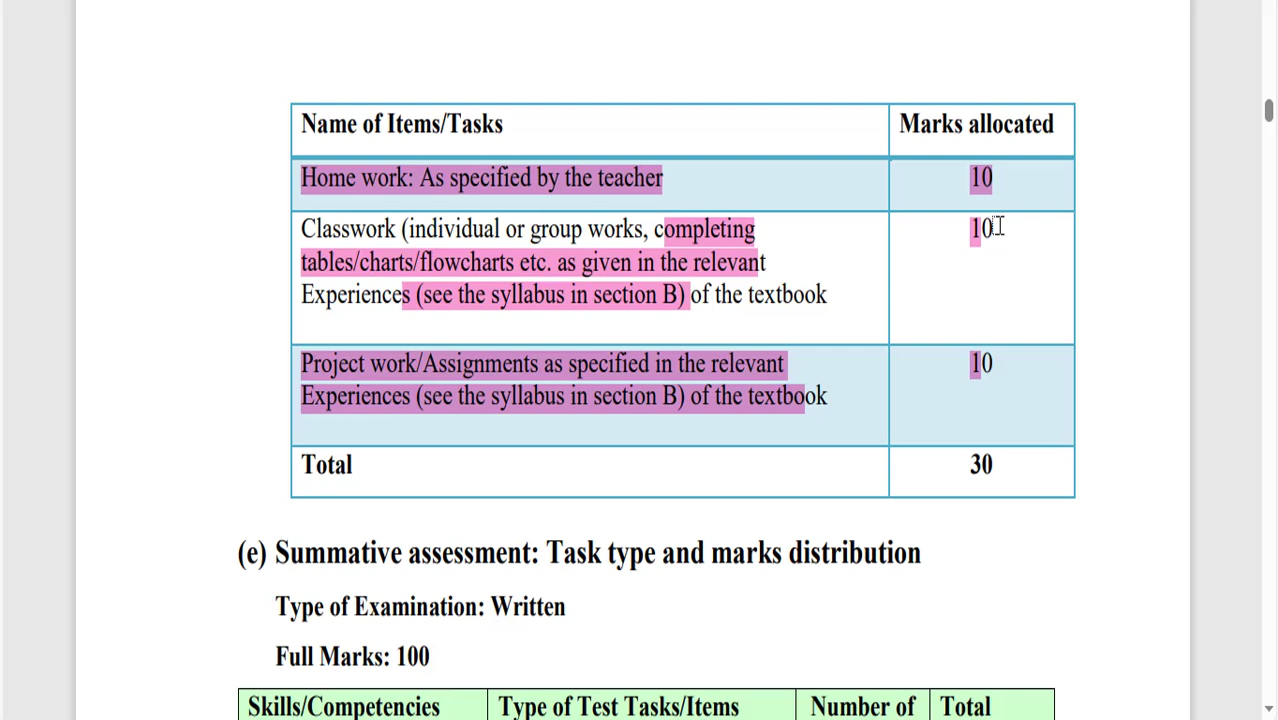 Name of Items/Tasks Marks allocated
Home work: As specified by the teacher 10
Classwork (individual or group works, completing 10
tables/charts/flowcharts etc. as given in the relevant
Experiences (see the syllabus in section B) of the textbook
Project work/Assignments as specified in the relevant 10
Experiences (see the syllabus in section B) of the textbook
Total 30
(e) Summative assessment: Task type and marks distribution
Type of Examination: Written
Full Marks: 100
Skills/Competencies Type of Test Tasks/Items Number of Total